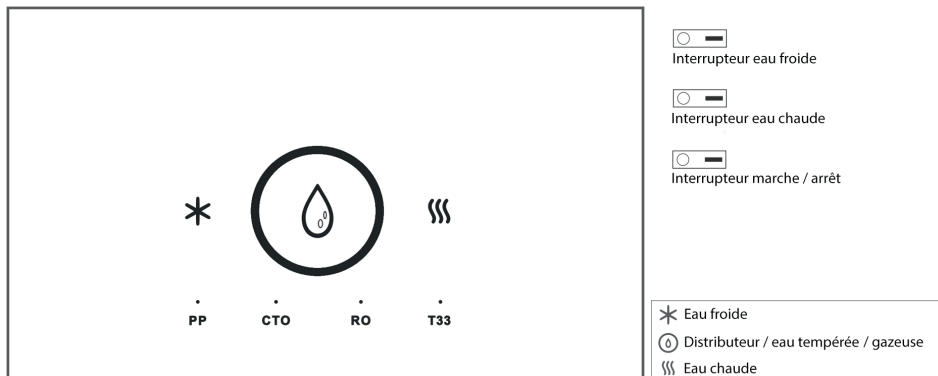 PP CTO RO T33
Interrupteur eau froide
Interrupteur eau chaude
Interrupteur marche / arrêt
Eau froide
Distributeur / eau tempérée / gazeuse
Eau chaude